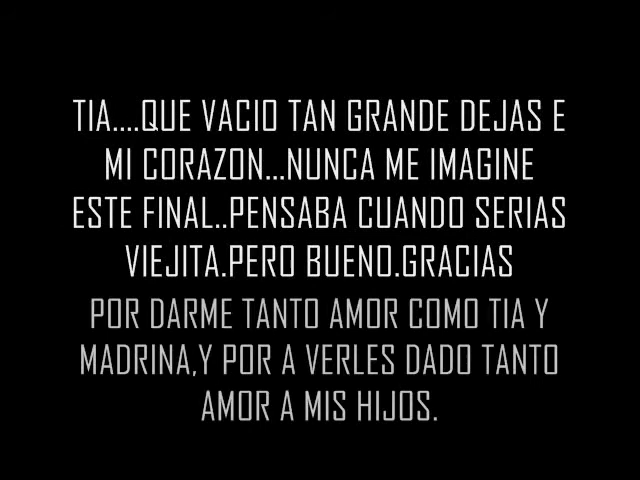 TIA....QUE VACIO TAN GRANDE DEJAS E
MI CORAZON...NUNCA ME IMAGINE
ESTE FINAL..PENSABA CUANDO SERIAS
VIEJITA.PERO BUENO.GRACIAS
POR DARME TANTO AMOR COMO TIA Y
MADRINA,Y POR A VERLES DADO TANTO
AMOR A MIS HIJOS.